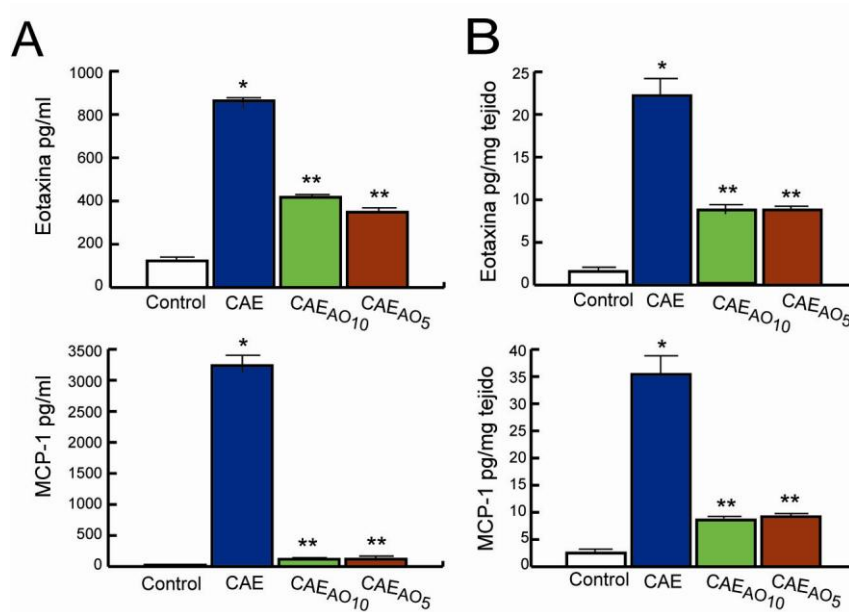 A
Eotaxina pg/ml
1000
800
600
400
200
0
*
**
**
Control
CAE
CAEAO10
CAEAO5
MCP-1 pg/ml
3500
3000
2500
2000
1500
1000
500
0
*
**
**
Control
CAE
CAEAO10
CAEAO5
B
Eotaxina pg/mg tejido
25
20
15
10
5
0
*
**
**
Control
CAE
CAEAO10
CAEAO5
MCP-1 pg/mg tejido
40
35
30
25
20
15
10
5
0
*
**
**
Control
CAE
CAEAO10
CAEAO5